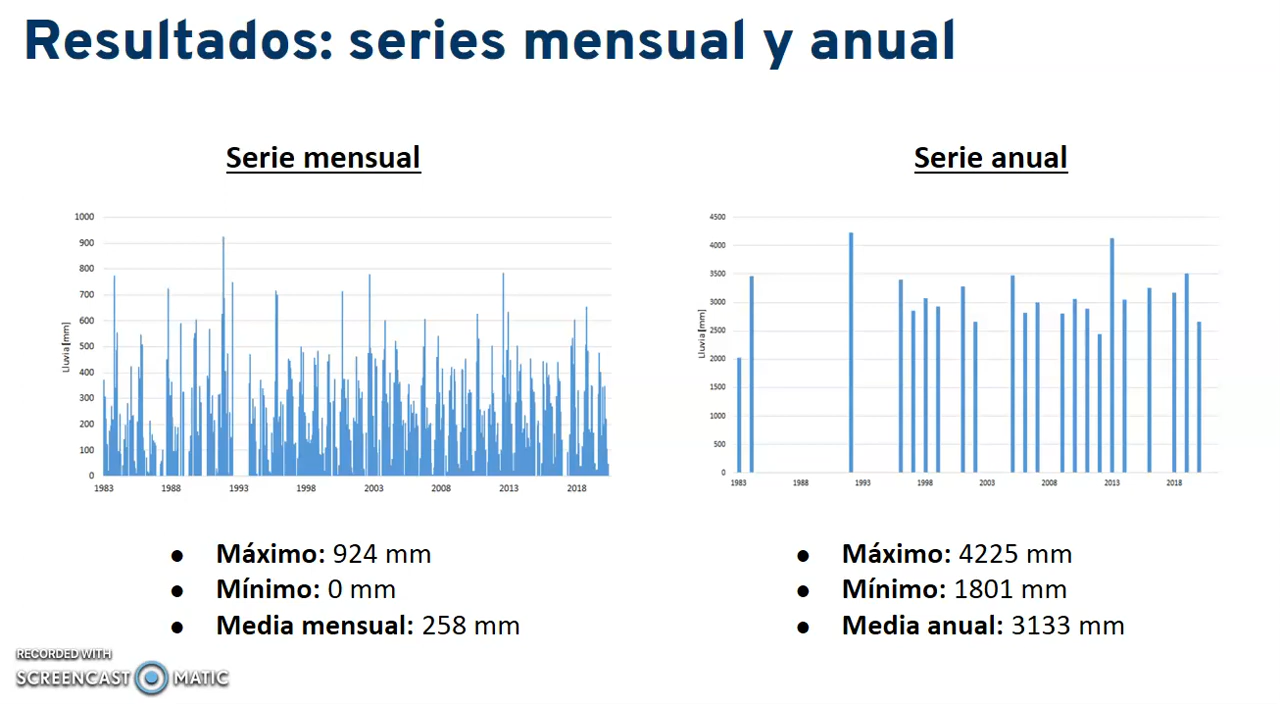 Resultados: series mensual y anual
Serie mensual
1000
900
800
700
600
500
400
300
200
100
0
Lluvia [mm]
1983
1988
1993
1998
2003
2008
2013
2018
● Máximo: 924 mm
● Mínimo: 0 mm
● Media mensual: 258 mm
Serie anual
4500
4000
3500
3000
2500
2000
1500
1000
500
0
Lluvia [mm]
1983
1988
1993
1998
2003
2008
2013
2018
● Máximo: 4225 mm
● Mínimo: 1801 mm
● Media anual: 3133 mm
RECORDED WITH
SCREENCAST MATIC